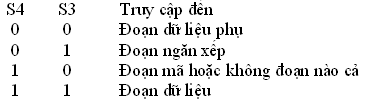 S4 S3 Truy cập đến
0 0 Đoạn dữ liệu phụ
0 1 Đoạn ngăn xếp
1 0 Đoạn mã hoặc không đoạn nào cả
1 1 Đoạn dữ liệu